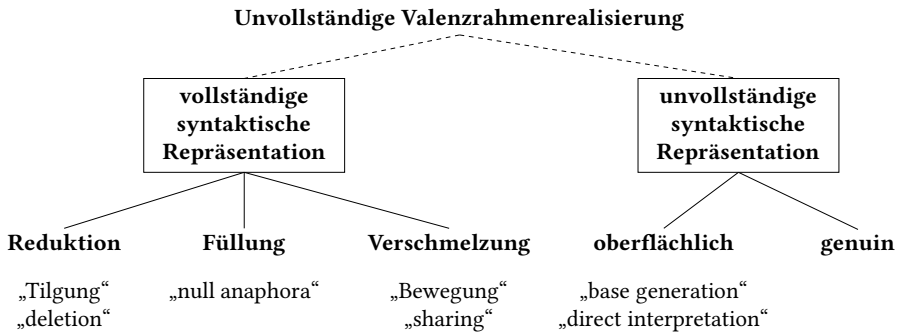 Unvollständige Valenzrahmenrealisierung
vollständige
syntaktische
Repräsentation
unvollständige
syntaktische
Repräsentation
Reduktion
Füllung
Verschmelzung
oberflächlich
genuin
„Tilgung“
„deletion“
„null anaphora“
„Bewegung“
„sharing“
„base generation“
„direct interpretation“